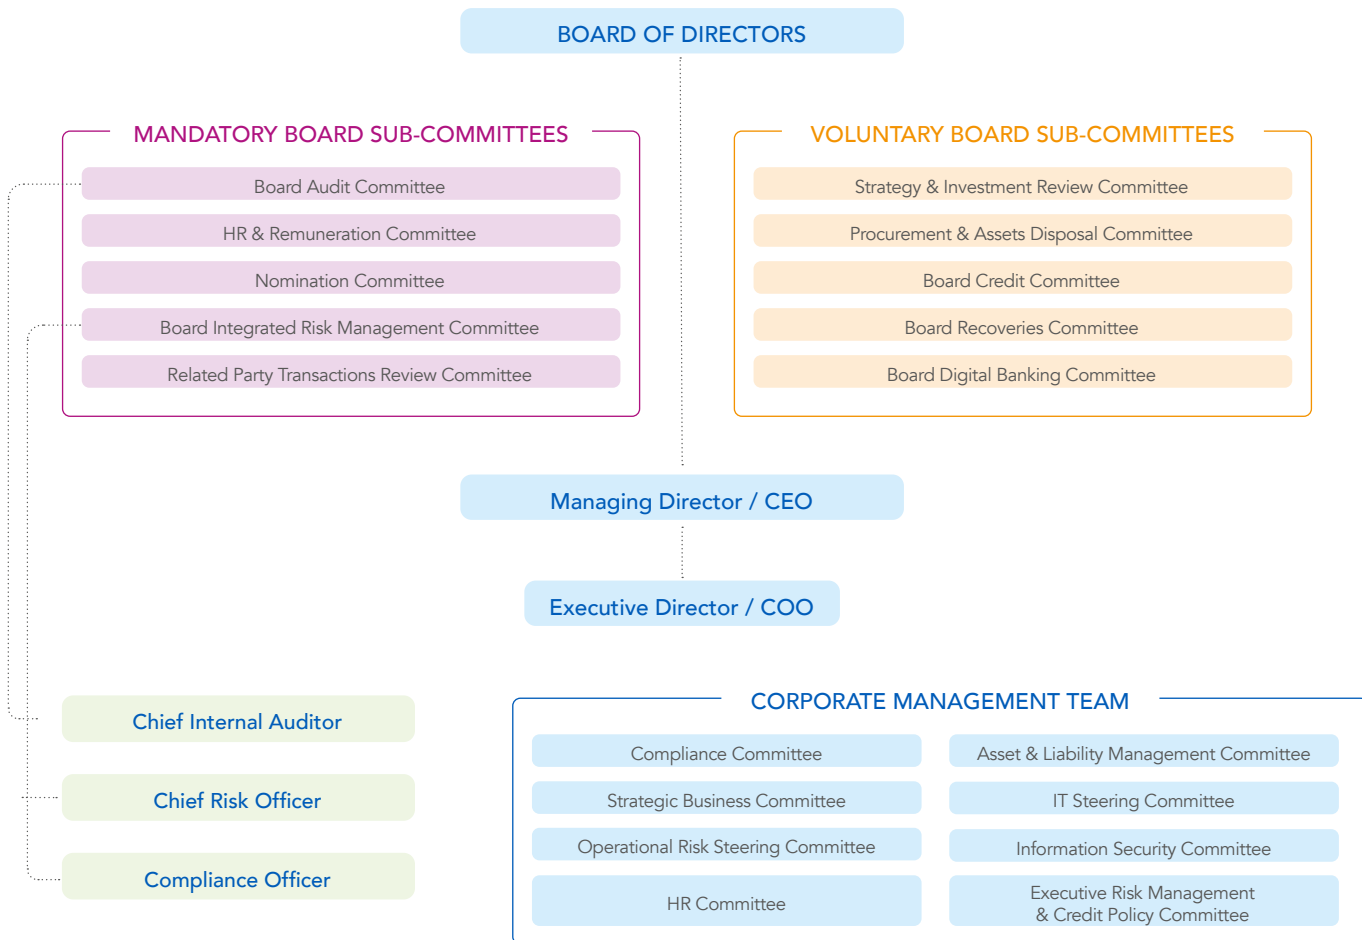 BOARD OF DIRECTORS
MANDATORY BOARD SUB-COMMITTEES
Board Audit Committee
HR & Remuneration Committee
Nomination Committee
Board Integrated Risk Management Committee
Related Party Transactions Review Committee
VOLUNTARY BOARD SUB-COMMITTEES
Strategy & Investment Review Committee
Procurement & Assets Disposal Committee
Board Credit Committee
Board Recoveries Committee
Board Digital Banking Committee
Managing Director / CEO
Executive Director / COO
Chief Internal Auditor
Chief Risk Officer
Compliance Officer
CORPORATE MANAGEMENT TEAM
Compliance Committee
Strategic Business Committee
Operational Risk Steering Committee
HR Committee
Asset & Liability Management Committee
IT Steering Committee
Information Security Committee
Executive Risk Management
& Credit Policy Committee